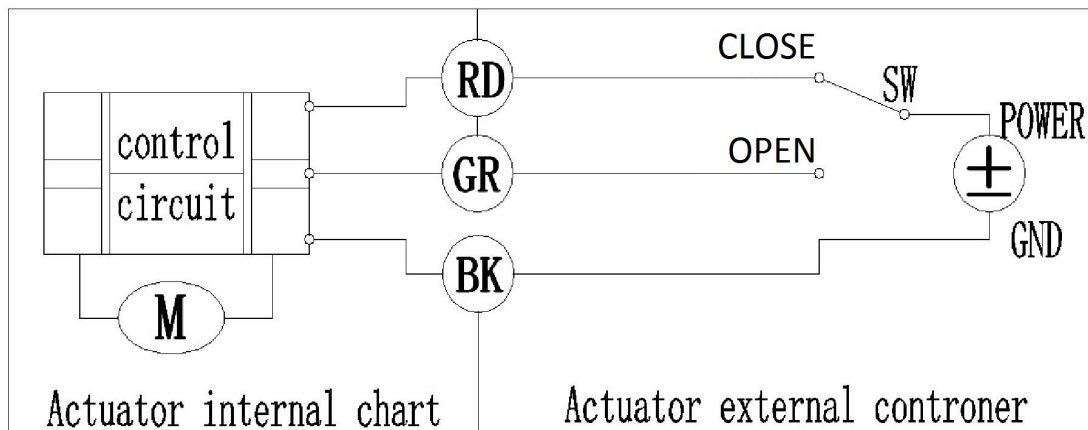 CLOSE
RD
SW
POWER
control
OPEN
GR
circuit
GND
BK
M
Actuator internal chart
Actuator external controner